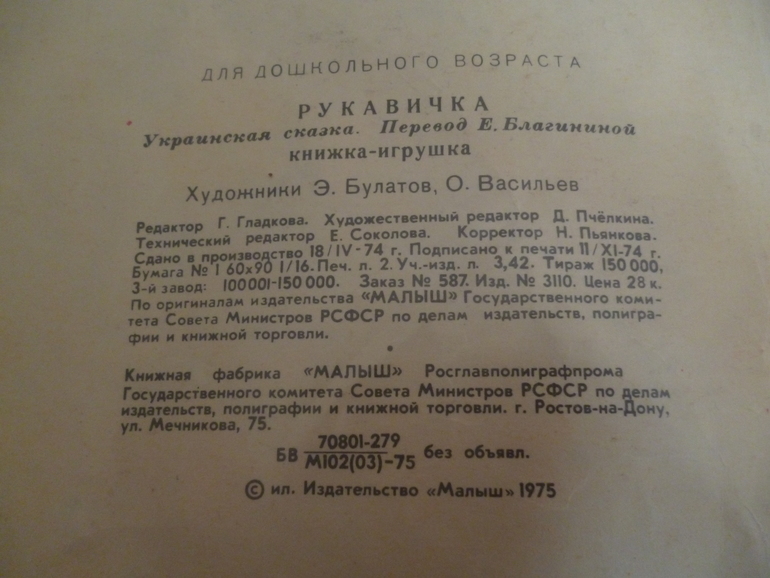 ДЛЯ ДОШКОЛЬНОГО ВОЗРАСТА
РУКАВИЧКА
Украинская сказка. Перевод Е. Благининой
КНИЖКА-ИГРУШКА
Художники Э. Булатов, О. Васильев
Редактор Г. Гладкова. Художественный редактор Д. Пчёлкина.
Технический редактор Е. Соколова. Корректор Н. Пьянкова.
Сдано в производство 18/IV-74 г. Подписано к печати 11/XI-74 г.
Бумага № 1 60х90 1/16. Печ. л. 2. Уч.-изд. л. 3,42. Тираж 150 000,
3-й завод: 100001-150 000. Заказ № 587. Изд. № 3110. Цена 28 к.
По оригиналам издательства «МАЛЫШ» Государственного коми-
тета Совета Министров РСФСР по делам издательств, полигра-
фии и книжной торговли.
Книжная фабрика «МАЛЫШ» Росглавполиграфпрома
Государственного комитета Совета Министров РСФСР по делам
издательств, полиграфии и книжной торговли. г. Ростов-на-Дону,
ул. Мечникова, 75.
БВ 70801-279
М102(03)-75 без объявл.
© ил. Издательство «Малыш» 1975